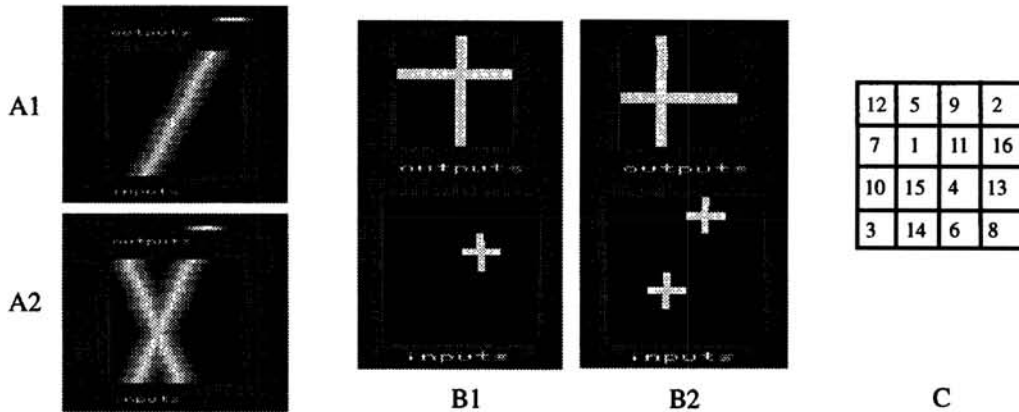 A1
outputs
inputs
A2
outputs
inputs
outputs
inputs
B1
outputs
inputs
B2
12 5 9 2
7 1 11 16
10 15 4 13
3 14 6 8
C